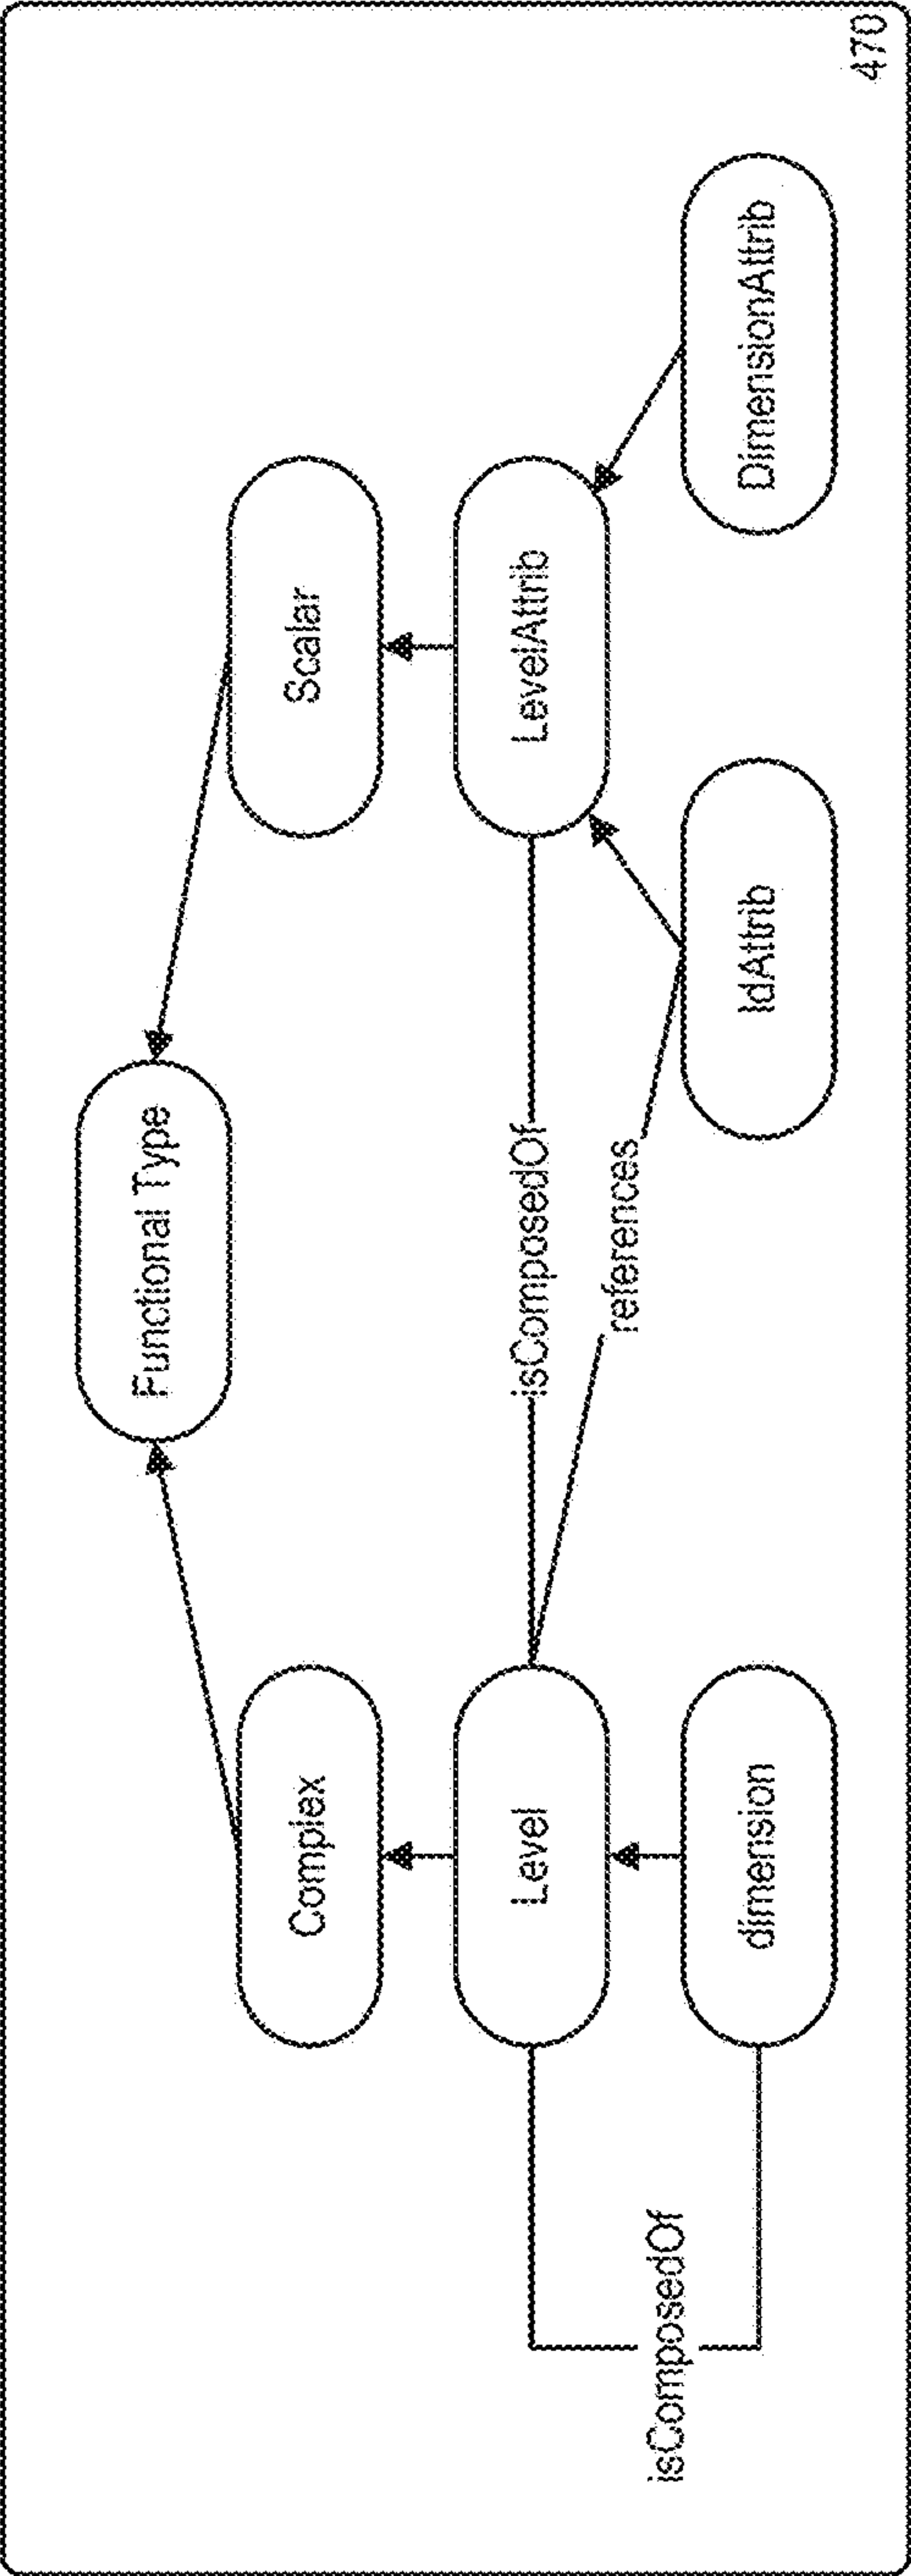 Functional Type
Complex
Scalar
Level
isComposedOf
LevelAttrib
references
isComposedOf
dimension
IdAttrib
DimensionAttrib
470